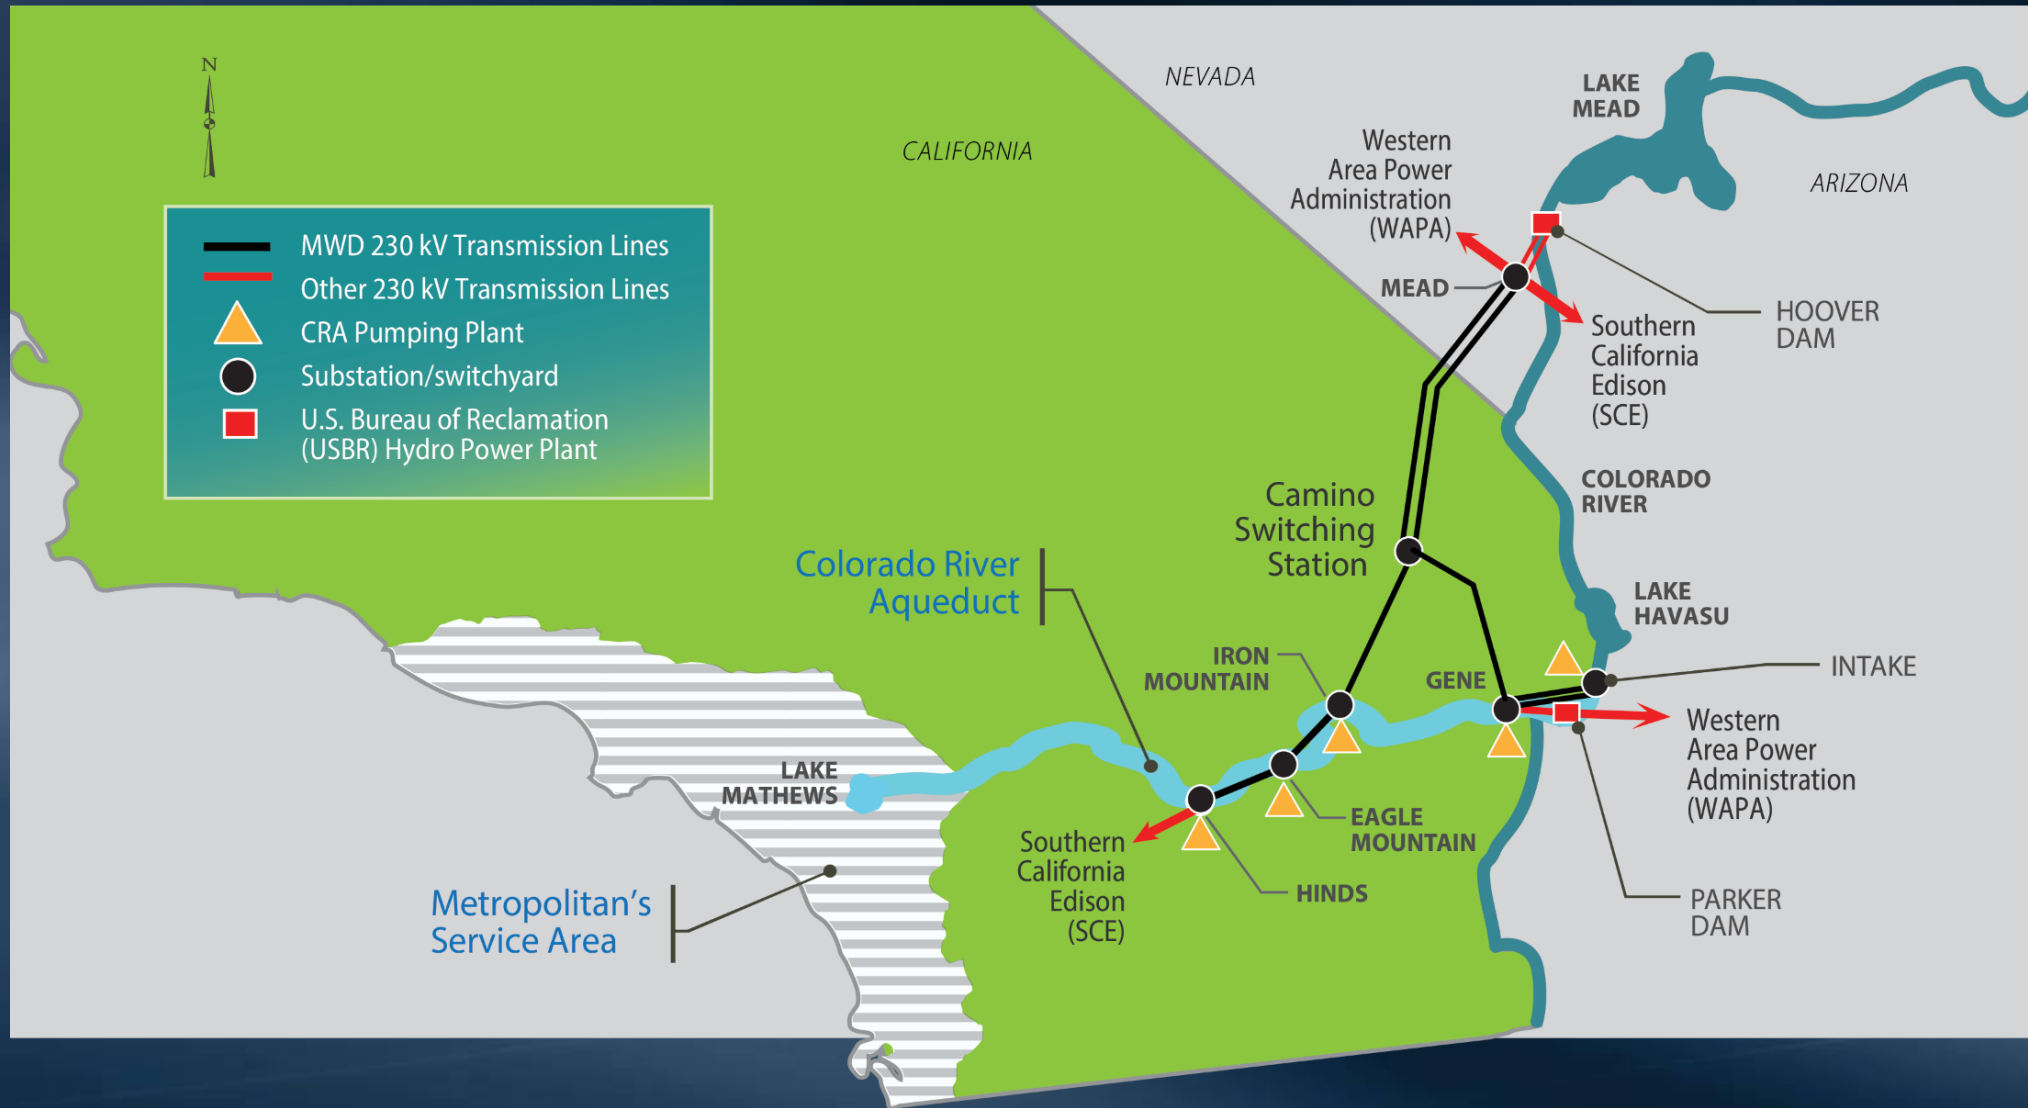 N
NEVADA
CALIFORNIA
ARIZONA
LAKE
MEAD
Western
Area Power
Administration
(WAPA)
MEAD
HOOVER
DAM
Southern
California
Edison
(SCE)
MWD 230 kV Transmission Lines
Other 230 kV Transmission Lines
CRA Pumping Plant
Substation/switchyard
U.S. Bureau of Reclamation
(USBR) Hydro Power Plant
COLORADO
RIVER
Camino
Switching
Station
Colorado River
Aqueduct
LAKE
HAVASU
IRON
MOUNTAIN
GENE
INTAKE
Western
Area Power
Administration
(WAPA)
LAKE
MATHEWS
EAGLE
MOUNTAIN
Southern
California
Edison
(SCE)
HINDS
PARKER
DAM
Metropolitan's
Service Area